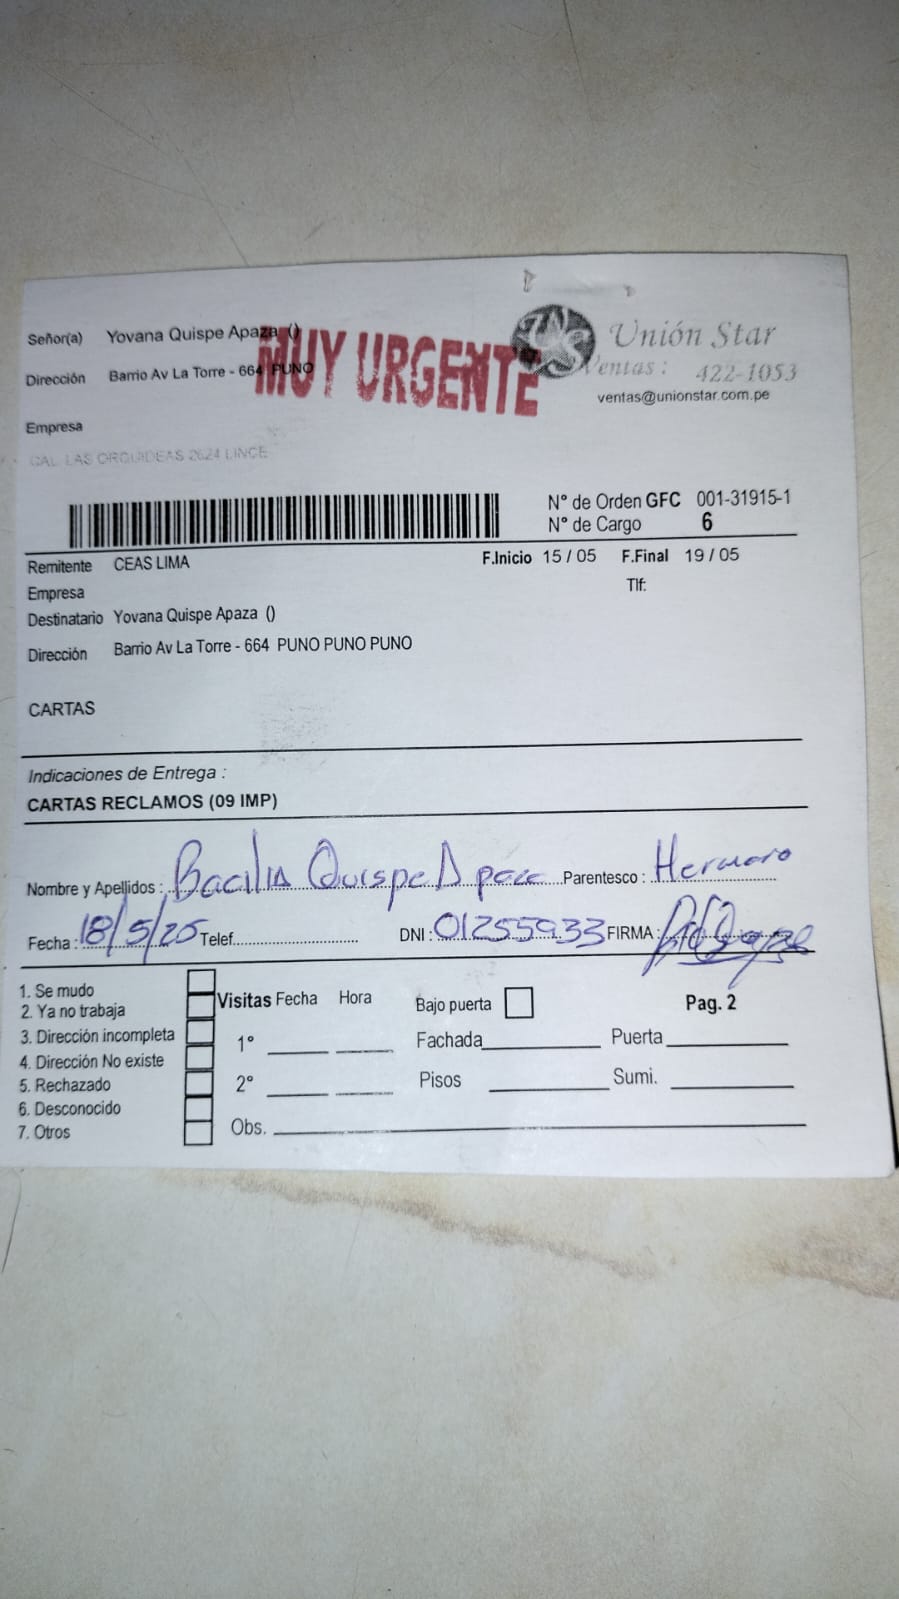 Señor(a) Yovana Quispe Apaza ()
Dirección Barrio Av La Torre - 664 PUNO
MUY URGENTE
Unión Star
Ventas : 422-1053
ventas@unionstar.com.pe
Empresa
CAL. LAS ORQUIDEAS 2624 LINCE
N° de Orden GFC 001-31915-1
N° de Cargo 6
Remitente CEAS LIMA F.Inicio 15 / 05 F.Final 19 / 05
Empresa Tlf:
Destinatario Yovana Quispe Apaza ()
Dirección Barrio Av La Torre - 664 PUNO PUNO PUNO
CARTAS
Indicaciones de Entrega :
CARTAS RECLAMOS (09 IMP)
Nombre y Apellidos : Bacilia Quispe Apaza Parentesco : Hermano
Fecha : 18/5/25 Telef. DNI : 01255933 FIRMA :
1. Se mudo
2. Ya no trabaja
3. Dirección incompleta
4. Dirección No existe
5. Rechazado
6. Desconocido
7. Otros
Visitas Fecha Hora Bajo puerta Pag. 2
1° Fachada Puerta
2° Pisos Sumi.
Obs.